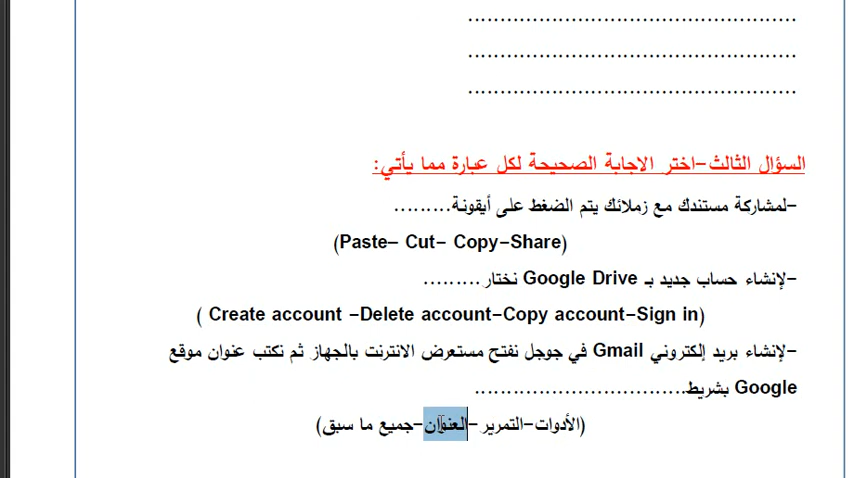 ......................................................
......................................................
......................................................
السؤال الثالث-اختر الاجابة الصحيحة لكل عبارة مما يأتي:
-لمشاركة مستندك مع زملائك يتم الضغط على أيقونة.........
(Paste- Cut- Copy-Share)
-لإنشاء حساب جديد بـ Google Drive نختار.........
( Create account -Delete account-Copy account-Sign in)
-لإنشاء بريد إلكتروني Gmail في جوجل نفتح مستعرض الانترنت بالجهاز ثم نكتب عنوان موقع
Google بشريط.................................
(الأدوات-التمرير-العنوان-جميع ما سبق)